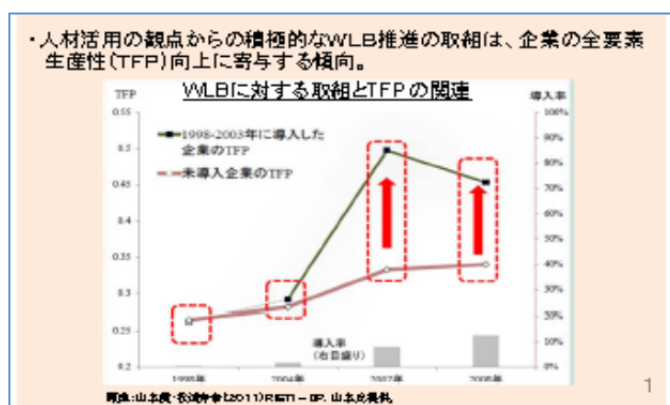 ・人材活用の観点からの積極的なWLB推進の取組は、企業の全要素
生産性(TFP)向上に寄与する傾向。
WLBに対する取組とTFPの関連
TFP
導入率
0.55
0.5
0.45
0.4
0.35
0.3
0.25
0.2
1998-2003年に導入した
企業のTFP
未導入企業のTFP
100%
90%
80%
70%
60%
50%
40%
30%
20%
10%
0%
導入率
(右目盛り)
1998年
2004年
2007年
2008年
1